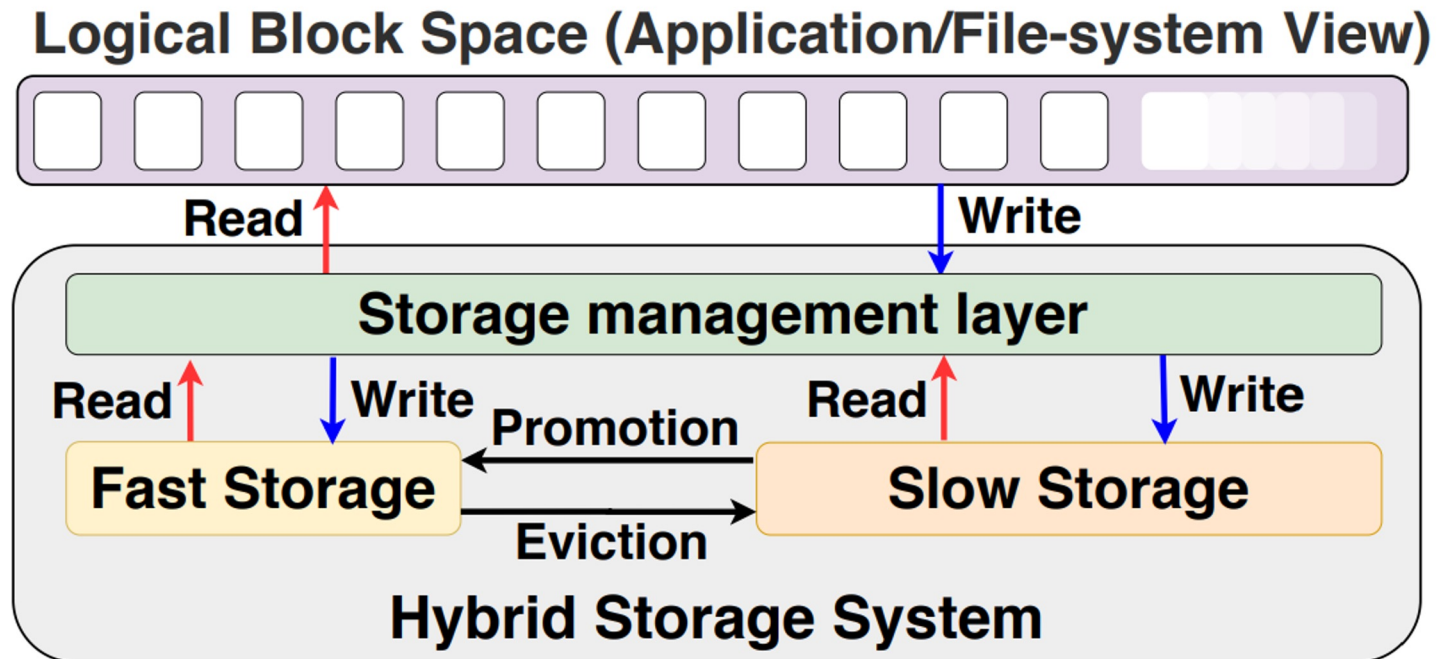 Logical Block Space (Application/File-system View)
Read
Write
Storage management layer
Read
Write
Promotion
Read
Write
Fast Storage
Slow Storage
Eviction
Hybrid Storage System